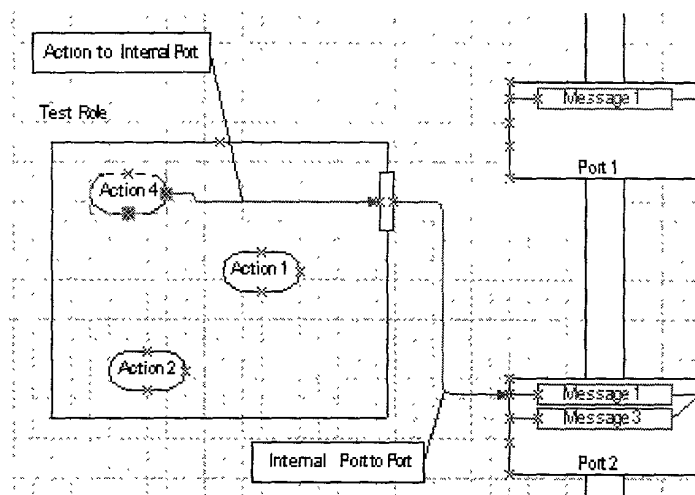 Action to Internal Port
Test Role
Message 1
Port 1
Action 4
Action 1
Action 2
Message 1
Message 3
Internal Port to Port
Port 2